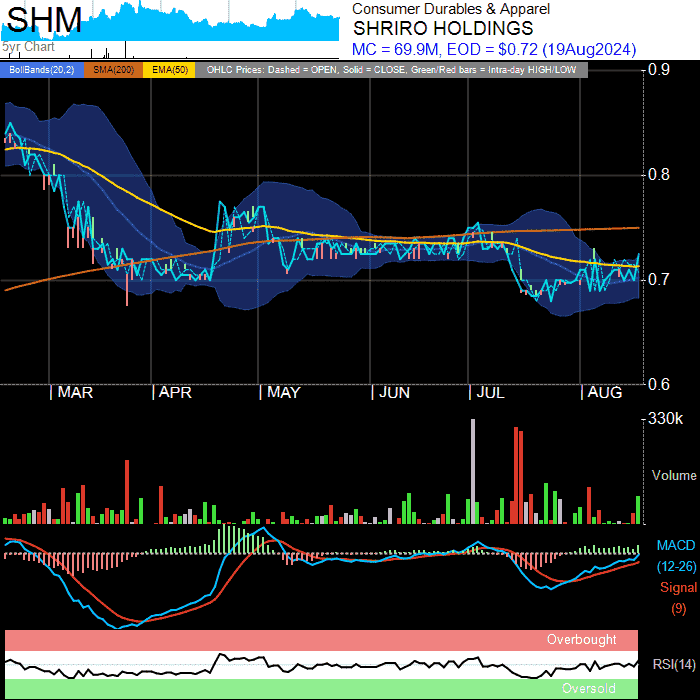 SHM
5yr Chart
Consumer Durables & Apparel
SHRIRO HOLDINGS
MC = 69.9M, EOD = $0.72 (19Aug2024)
BollBands(20,2) SMA(200) EMA(50) OHLC Prices: Dashed = OPEN, Solid = CLOSE, Green/Red bars = Intra-day HIGH/LOW
0.9
0.8
0.7
0.6
MAR APR MAY JUN JUL AUG
330k
Volume
MACD
(12-26)
Signal
(9)
Overbought
RSI(14)
Oversold